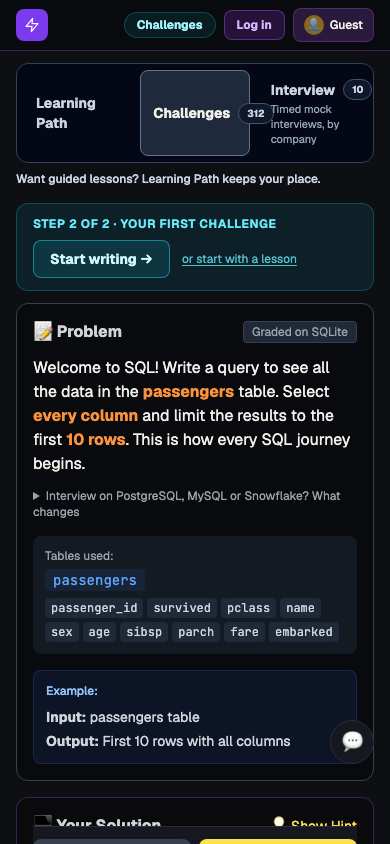 Challenges
Log in
Guest
Learning
Path
Challenges
312
Interview
10
Timed mock
interviews, by
company
Want guided lessons? Learning Path keeps your place.
STEP 2 OF 2 · YOUR FIRST CHALLENGE
Start writing →
or start with a lesson
Problem
Graded on SQLite
Welcome to SQL! Write a query to see all
the data in the passengers table. Select
every column and limit the results to the
first 10 rows. This is how every SQL journey
begins.
Interview on PostgreSQL, MySQL or Snowflake? What
changes
Tables used:
passengers
passenger_id survived pclass name
sex age sibsp parch fare embarked
Example:
Input: passengers table
Output: First 10 rows with all columns
Your Solution
Show Hint